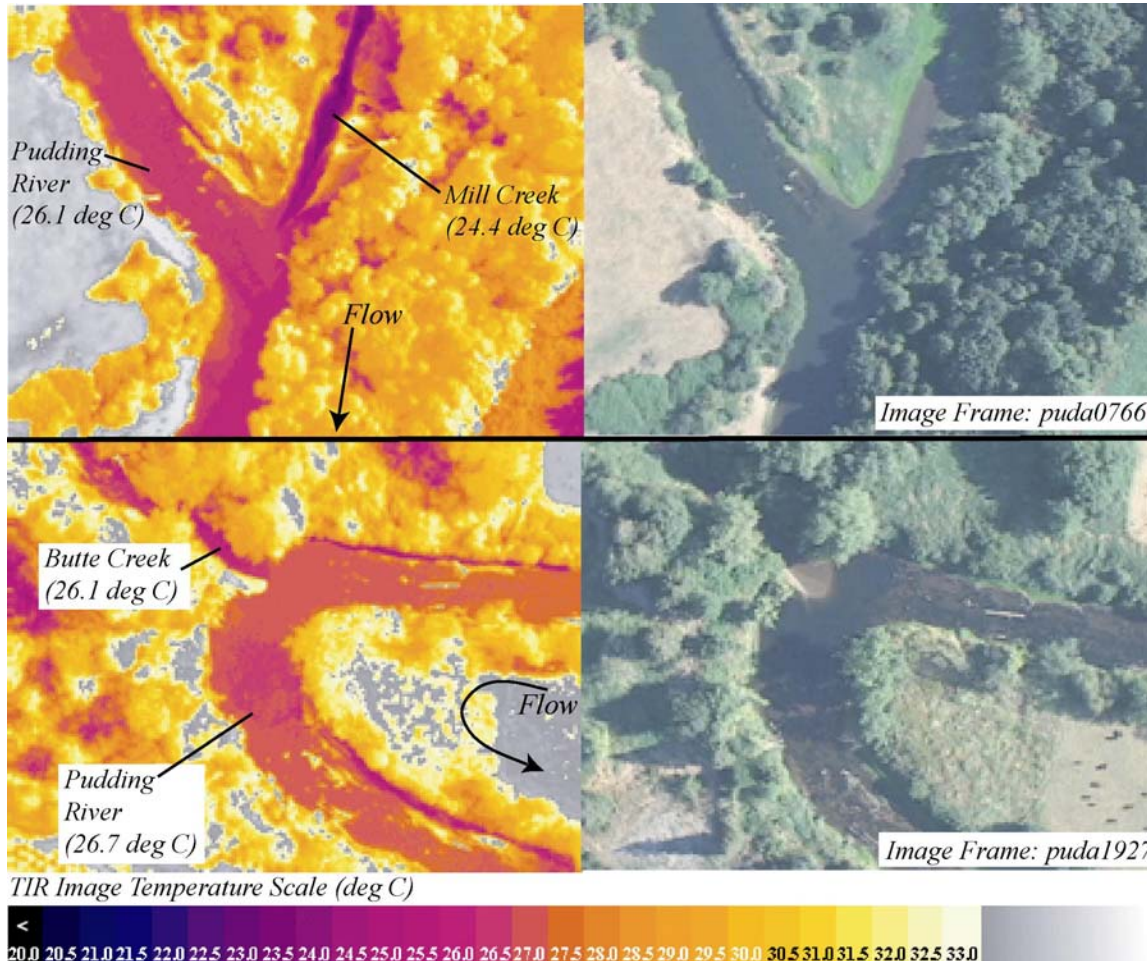 Pudding
River
(26.1 deg C)
Mill Creek
(24.4 deg C)
Flow
Image Frame: puda0766
Butte Creek
(26.1 deg C)
Flow
Pudding
River
(26.7 deg C)
Image Frame: puda1927
TIR Image Temperature Scale (deg C)
<
20.0 20.5 21.0 21.5 22.0 22.5 23.0 23.5 24.0 24.5 25.0 25.5 26.0 26.5 27.0 27.5 28.0 28.5 29.0 29.5 30.0 30.5 31.0 31.5 32.0 32.5 33.0